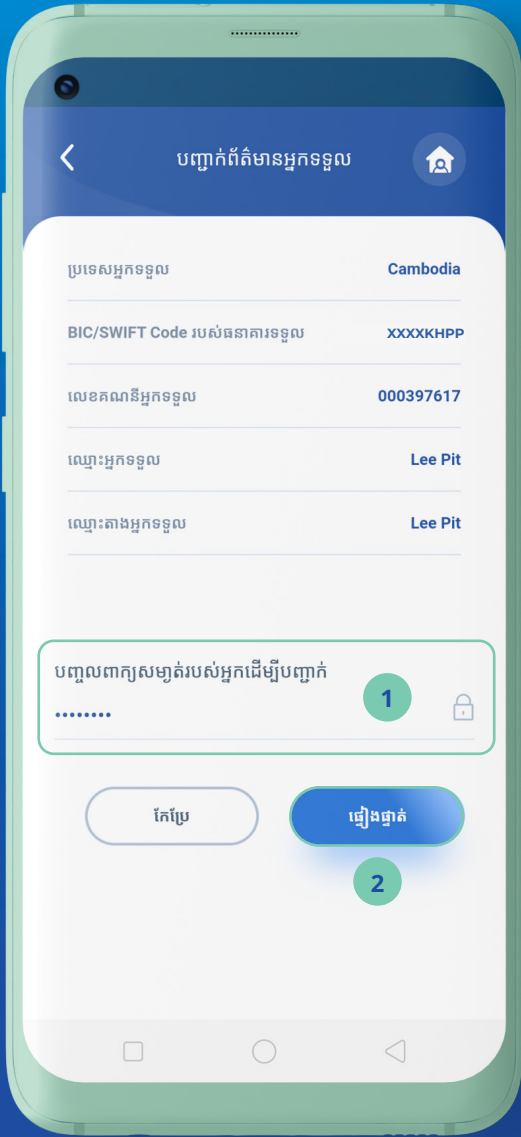 បញ្ជាក់ព័ត៌មានអ្នកទទួល
ប្រទេសអ្នកទទួល Cambodia
BIC/SWIFT Code របស់ធនាគារទទួល XXXXKHPP
លេខគណនីអ្នកទទួល 000397617
ឈ្មោះអ្នកទទួល Lee Pit
ឈ្មោះតាងអ្នកទទួល Lee Pit
បញ្ចូលពាក្យសម្ងាត់របស់អ្នកដើម្បីបញ្ជាក់
1
••••••••
កែប្រែ ផ្ទៀងផ្ទាត់
2